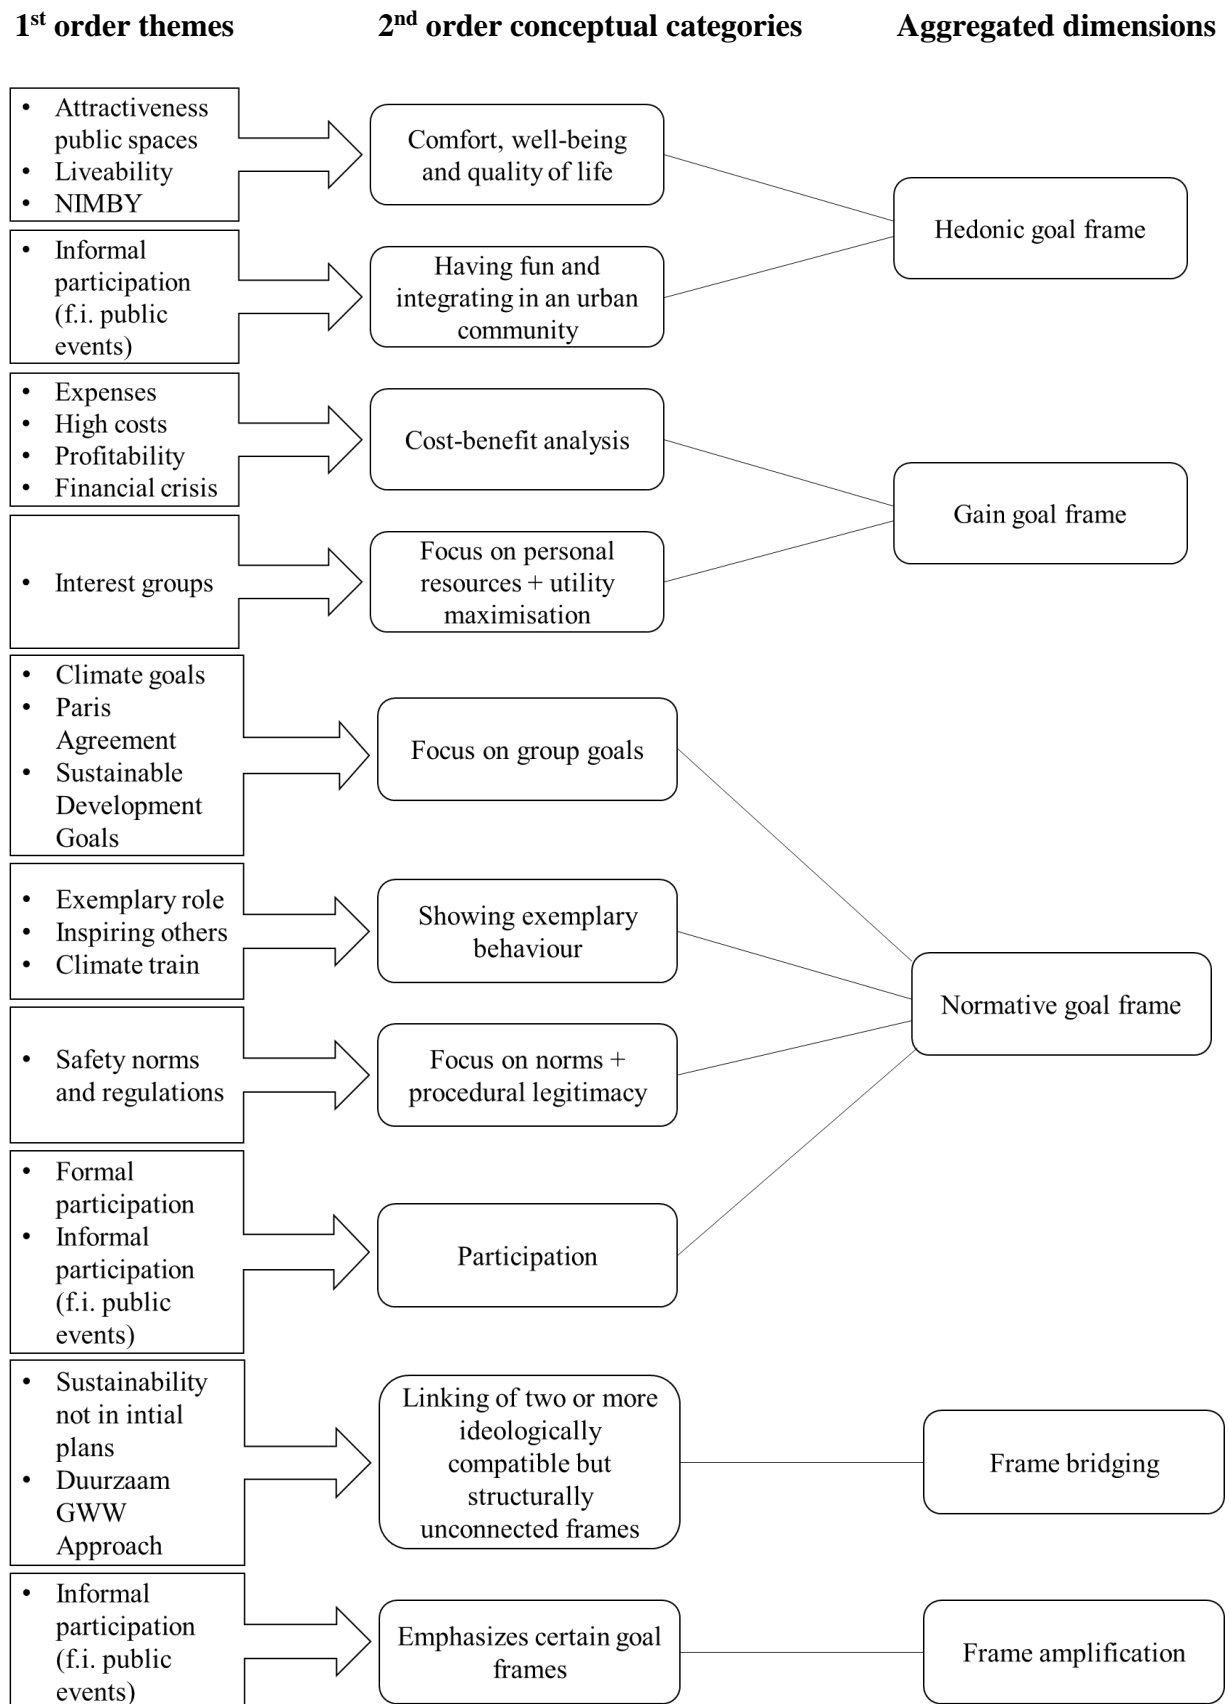 1st order themes
2nd order conceptual categories
Aggregated dimensions
• Attractiveness
public spaces
• Liveability
• NIMBY
Comfort, well-being
and quality of life
Hedonic goal frame
• Informal
participation
(f.i. public
events)
Having fun and
integrating in an urban
community
• Expenses
• High costs
• Profitability
• Financial crisis
Cost-benefit analysis
Gain goal frame
• Interest groups
Focus on personal
resources + utility
maximisation
• Climate goals
• Paris
Agreement
• Sustainable
Development
Goals
Focus on group goals
• Exemplary role
• Inspiring others
• Climate train
Showing exemplary
behaviour
Normative goal frame
• Safety norms
and regulations
Focus on norms +
procedural legitimacy
• Formal
participation
• Informal
participation
(f.i. public
events)
Participation
• Sustainability
not in intial
plans
• Duurzaam
GWW
Approach
Linking of two or more
ideologically
compatible but
structurally
unconnected frames
Frame bridging
• Informal
participation
(f.i. public
events)
Emphasizes certain goal
frames
Frame amplification